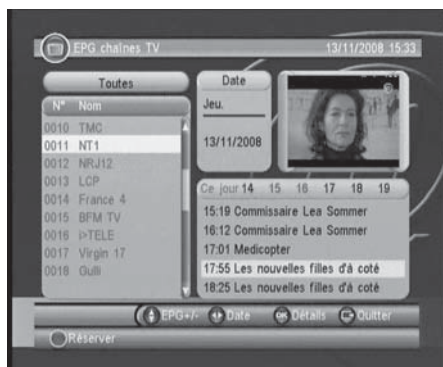 EPG chaînes TV 13/11/2008 15:33
Toutes
N° Nom
0010 TMC
0011 NT1
0012 NRJ12
0013 LCP
0014 France 4
0015 BFM TV
0016 i>TELE
0017 Virgin 17
0018 Gulli
Date
Jeu.
13/11/2008
Ce jour 14 15 16 17 18 19
15:19 Commissaire Lea Sommer
16:12 Commissaire Lea Sommer
17:01 Medicopter
17:55 Les nouvelles filles d'à coté
18:25 Les nouvelles filles d'à coté
EPG+/- Date OK Détails Quitter
Réserver